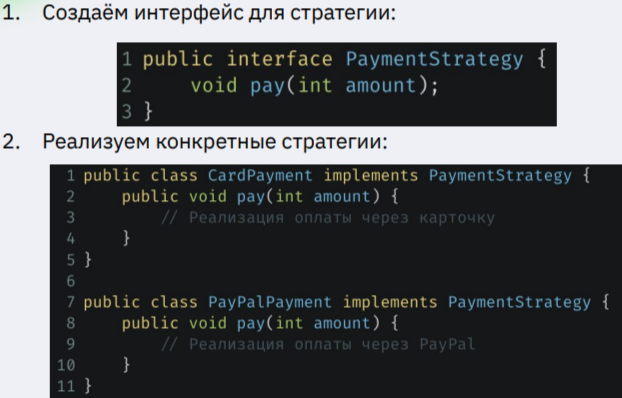 1. Создаём интерфейс для стратегии:
1 public interface PaymentStrategy {
2     void pay(int amount);
3 }
2. Реализуем конкретные стратегии:
1 public class CardPayment implements PaymentStrategy {
2     public void pay(int amount) {
3         // Реализация оплаты через карточку
4     }
5 }
6
7 public class PayPalPayment implements PaymentStrategy {
8     public void pay(int amount) {
9         // Реализация оплаты через PayPal
10     }
11 }